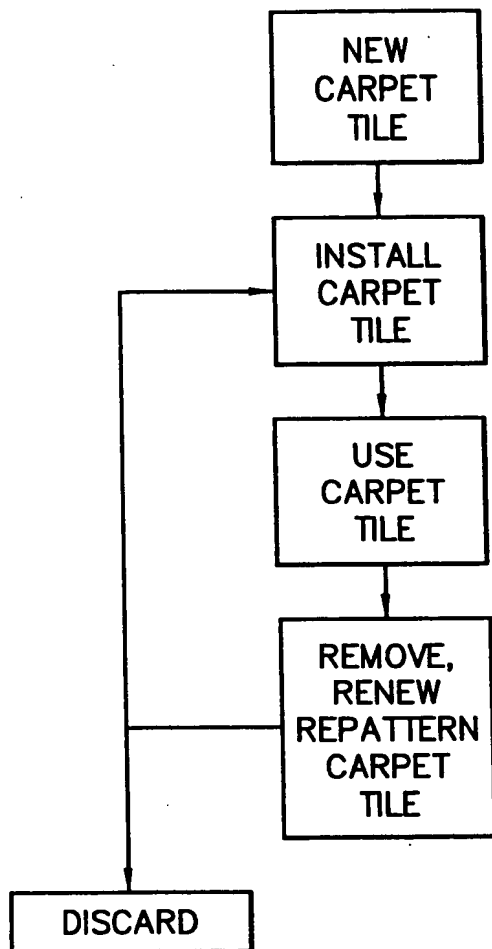 NEW
CARPET
TILE
INSTALL
CARPET
TILE
USE
CARPET
TILE
REMOVE,
RENEW
REPATTERN
CARPET
TILE
DISCARD